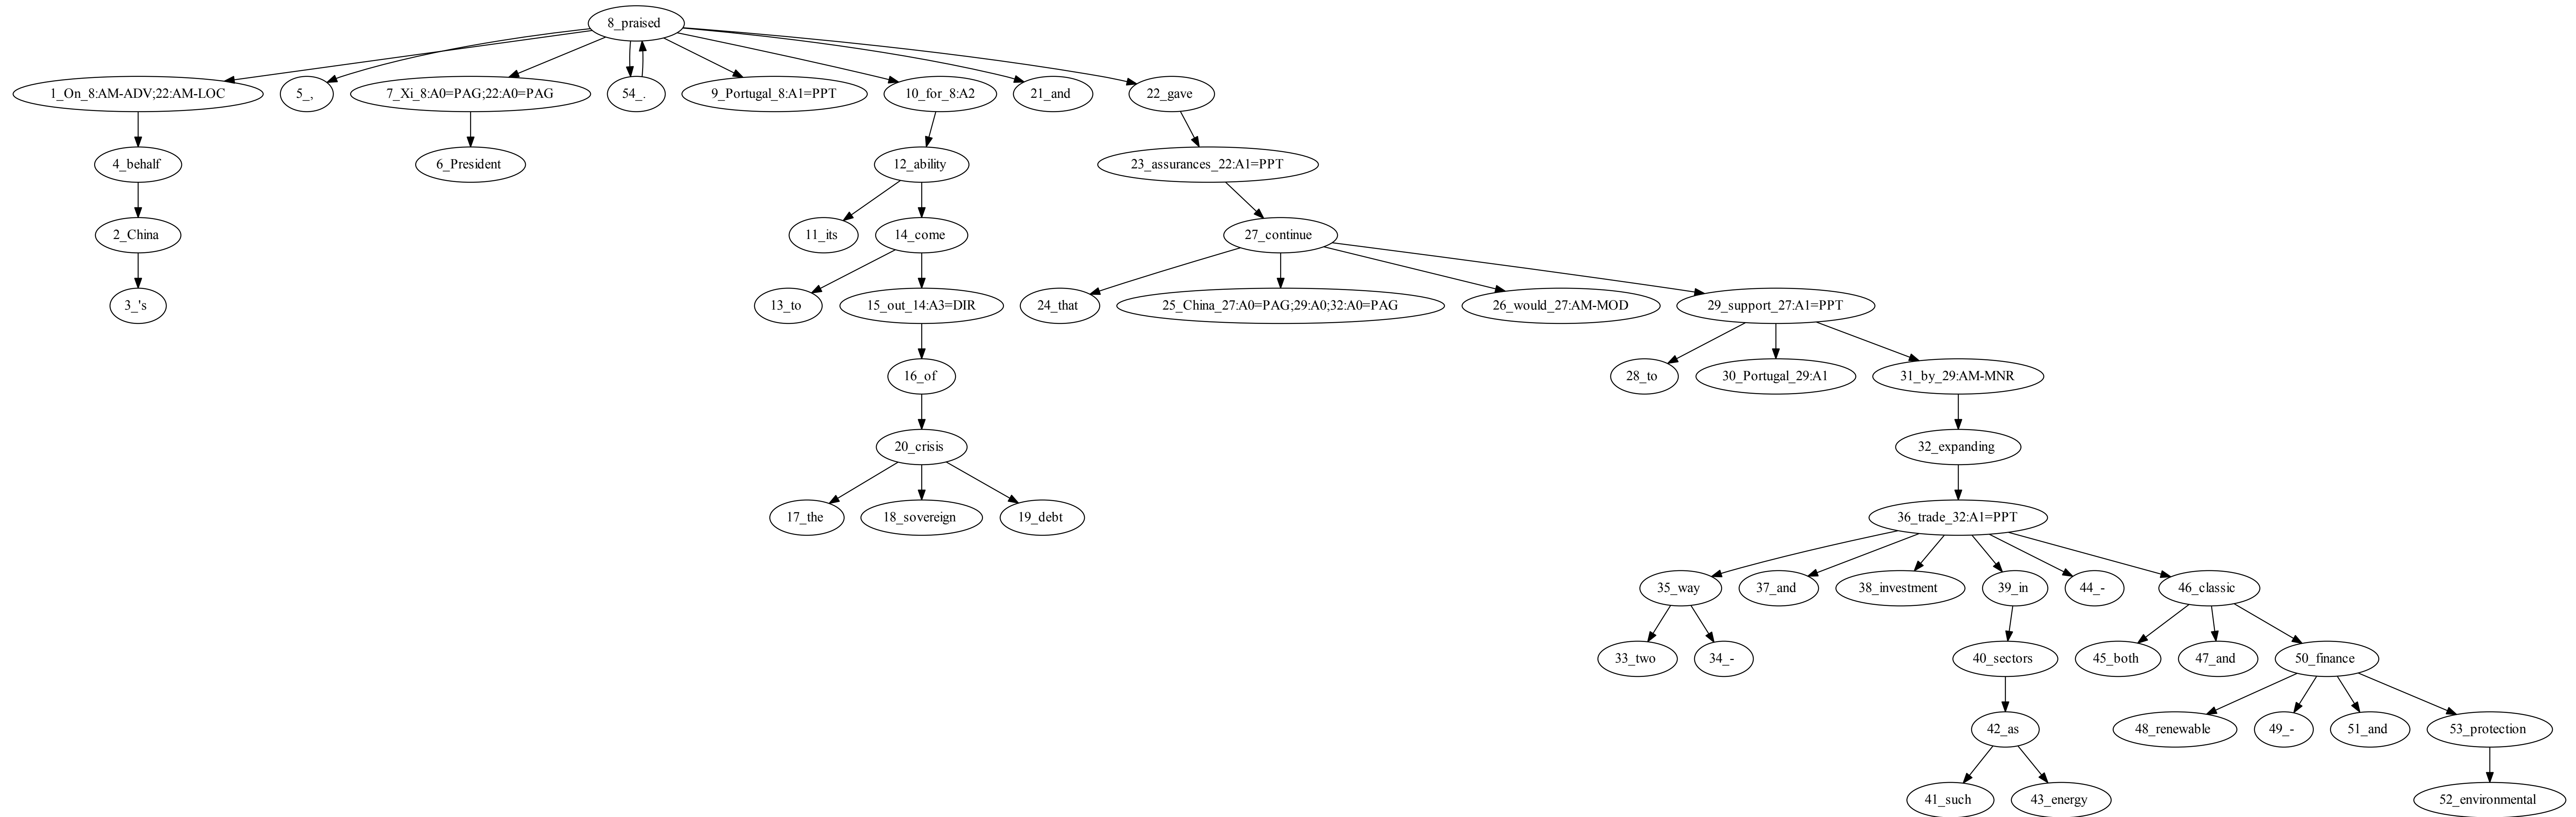 8_praised
1_On_8:AM-ADV;22:AM-LOC
5_,
7_Xi_8:A0=PAG;22:A0=PAG
54_.
9_Portugal_8:A1=PPT
10_for_8:A2
21_and
22_gave
4_behalf
6_President
12_ability
23_assurances_22:A1=PPT
2_China
11_its
14_come
27_continue
3_'s
13_to
15_out_14:A3=DIR
24_that
25_China_27:A0=PAG;29:A0;32:A0=PAG
26_would_27:AM-MOD
29_support_27:A1=PPT
16_of
28_to
30_Portugal_29:A1
31_by_29:AM-MNR
20_crisis
32_expanding
17_the
18_sovereign
19_debt
36_trade_32:A1=PPT
35_way
37_and
38_investment
39_in
44_-
46_classic
33_two
34_-
40_sectors
45_both
47_and
50_finance
42_as
48_renewable
49_-
51_and
53_protection
41_such
43_energy
52_environmental